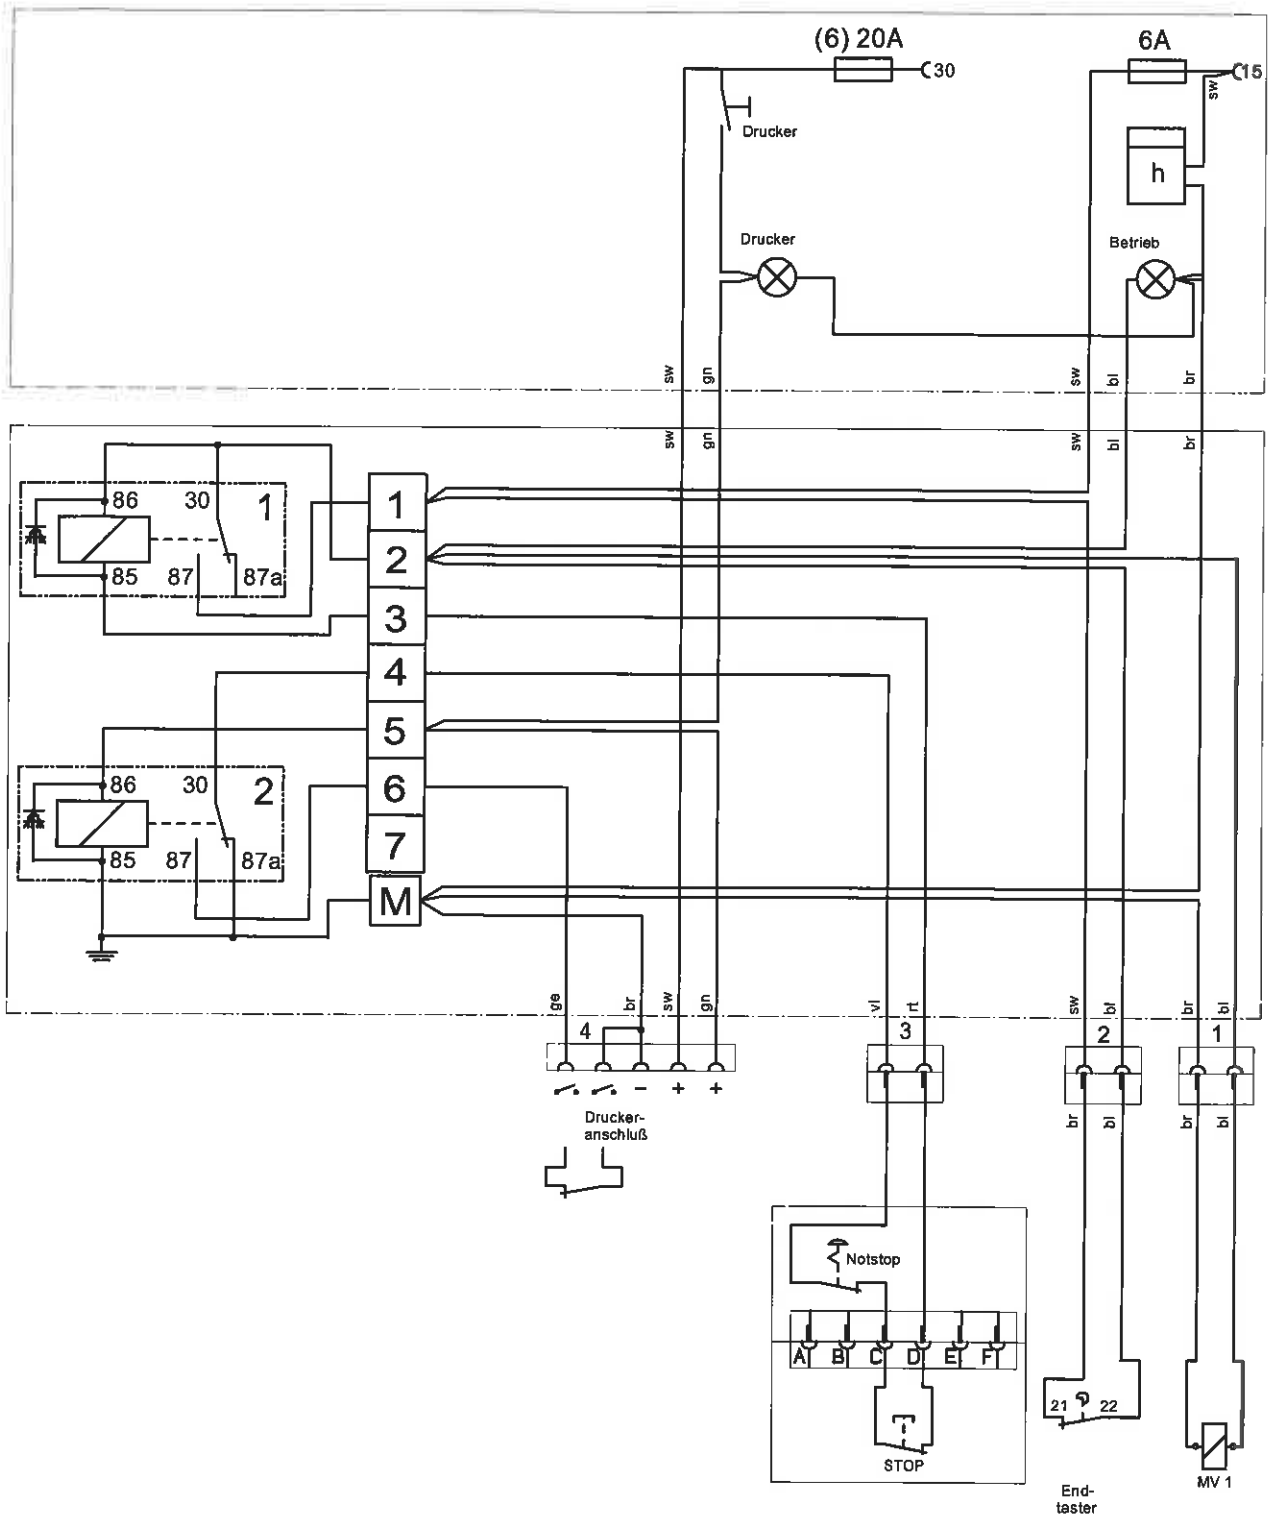 (6) 20A
6A
30
15
sw
Drucker
h
Drucker
Betrieb
sw
gn
sw
bl
br
sw
gn
sw
bl
br
86
30
1
85
87
87a
1
2
3
4
5
6
7
M
86
30
2
85
87
87a
ge
br
sw
gn
vi
rt
sw
bl
br
bl
4
3
2
1
−
+
+
Drucker-
anschluß
br
bl
br
bl
Notstop
A
B
C
D
E
F
STOP
21
22
End-
taster
MV 1